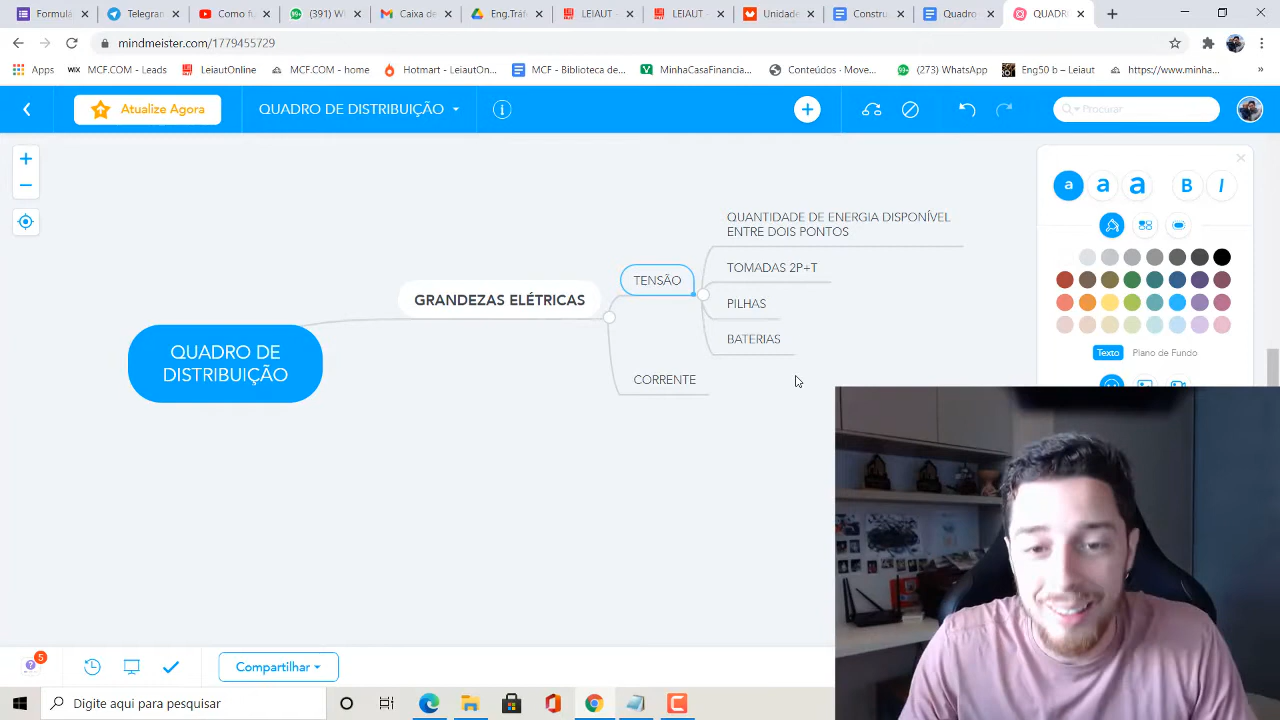 Formulá
Telegran
Como fu
(391) W
Caixa de
Eng.Tráf
LEIAUT -
LEIAUT -
Unidade
Constru
Quadro
QUADR
mindmeister.com/1779455729
Apps
WIX MCF.COM - Leads
LeiautOnline
MCF.COM - home
Hotmart - LeiautOn...
MCF - Biblioteca de...
MinhaCasaFinancia...
Conteúdos · Move...
(273) WhatsApp
Eng50 b – Leiaut
https://www.minha...
»
Atualize Agora
QUADRO DE DISTRIBUIÇÃO
Procurar
QUANTIDADE DE ENERGIA DISPONÍVEL
ENTRE DOIS PONTOS
TENSÃO
TOMADAS 2P+T
GRANDEZAS ELÉTRICAS
PILHAS
BATERIAS
QUADRO DE
DISTRIBUIÇÃO
CORRENTE
a a a B I
Texto Plano de Fundo
5
Compartilhar
Digite aqui para pesquisar